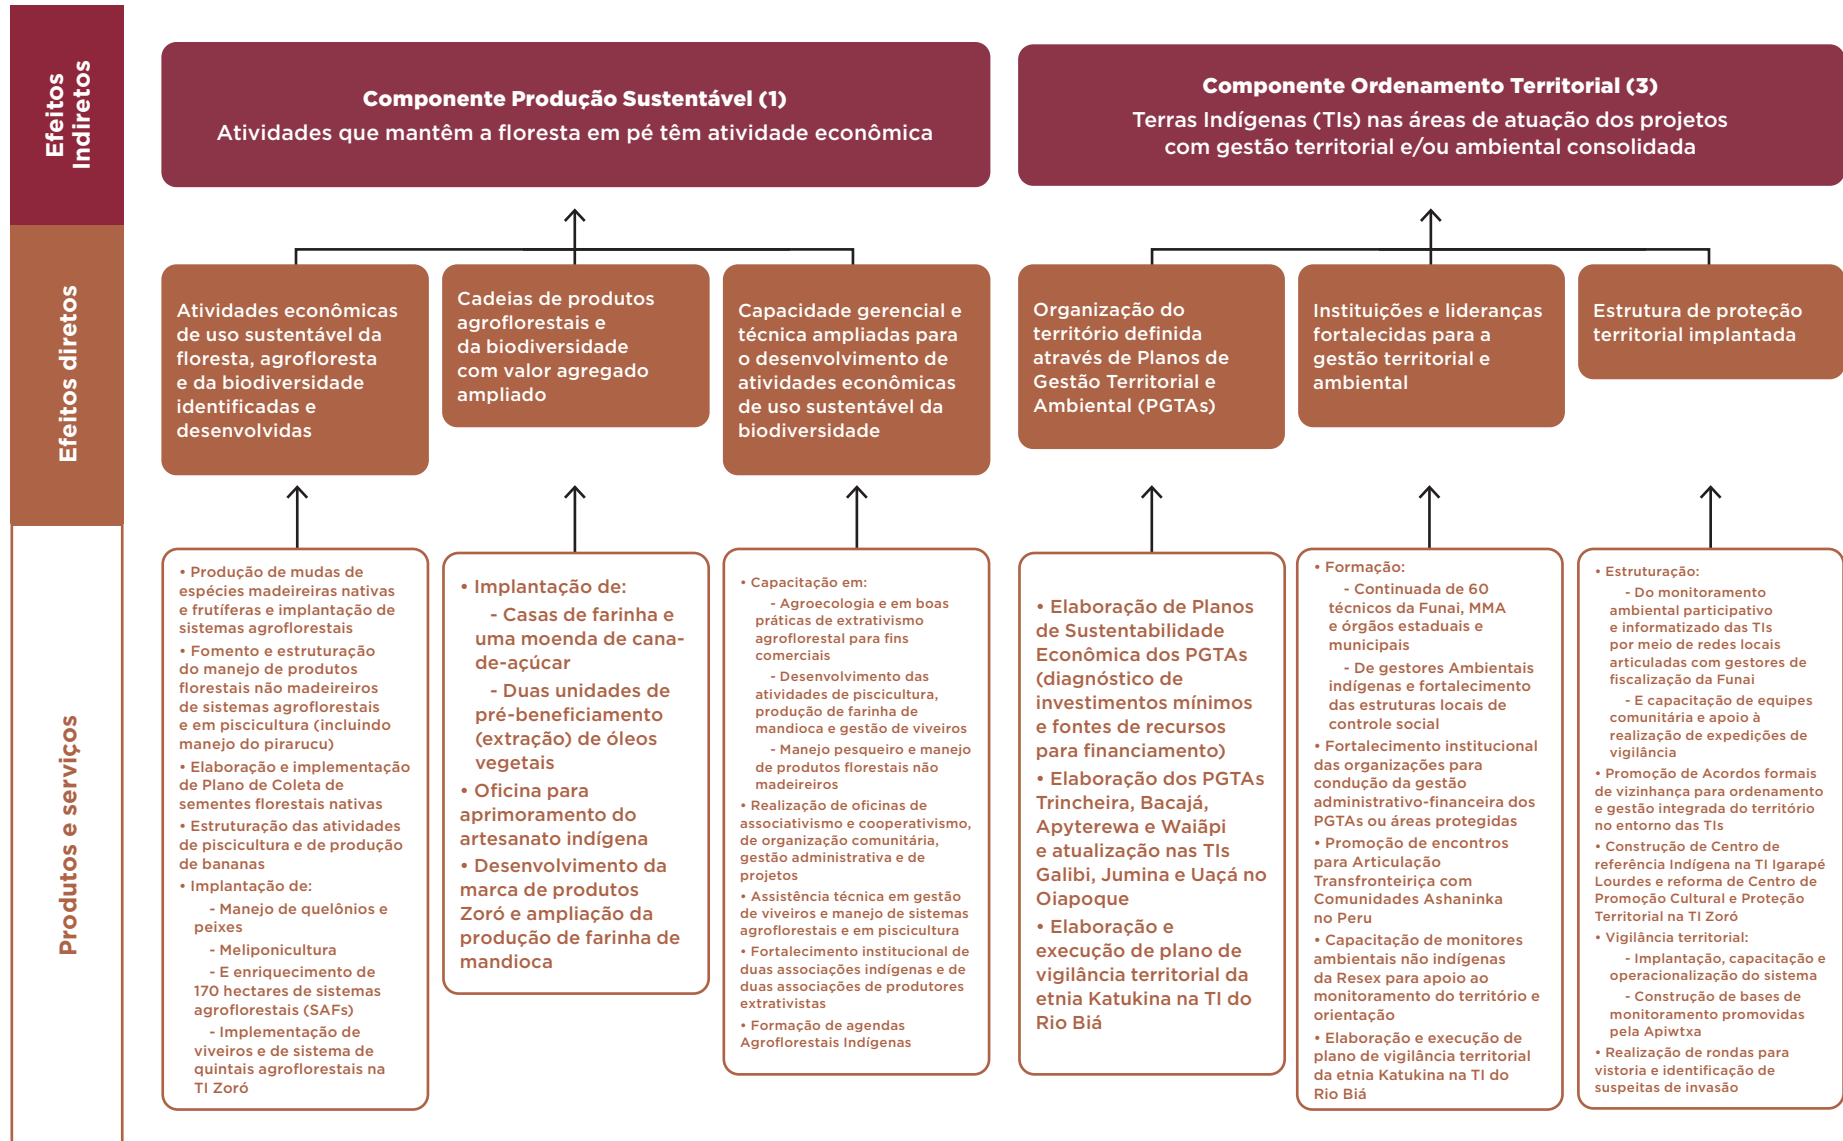 Efeitos
Indiretos
Componente Produção Sustentável (1)
Atividades que mantêm a floresta em pé têm atividade econômica
Componente Ordenamento Territorial (3)
Terras Indígenas (TIs) nas áreas de atuação dos projetos
com gestão territorial e/ou ambiental consolidada
Efeitos diretos
Atividades econômicas
de uso sustentável da
floresta, agrofloresta
e da biodiversidade
identificadas e
desenvolvidas
Cadeias de produtos
agroflorestais e
da biodiversidade
com valor agregado
ampliado
Capacidade gerencial e
técnica ampliadas para
o desenvolvimento de
atividades econômicas
de uso sustentável da
biodiversidade
Organização do
território definida
através de Planos de
Gestão Territorial e
Ambiental (PGTAs)
Instituições e lideranças
fortalecidas para a
gestão territorial e
ambiental
Estrutura de proteção
territorial implantada
Produtos e serviços
• Produção de mudas de
espécies madeireiras nativas
e frutíferas e implantação de
sistemas agroflorestais
• Fomento e estruturação
do manejo de produtos
florestais não madeireiros
de sistemas agroflorestais
e em piscicultura (incluindo
manejo do pirarucu)
• Elaboração e implementação
de Plano de Coleta de
sementes florestais nativas
• Estruturação das atividades
de piscicultura e de produção
de bananas
• Implantação de:
- Manejo de quelônios e
peixes
- Meliponicultura
- E enriquecimento de
170 hectares de sistemas
agroflorestais (SAFs)
- Implementação de
viveiros e de sistema de
quintais agroflorestais na
TI Zoró
• Implantação de:
- Casas de farinha e
uma moenda de cana-
de-açúcar
- Duas unidades de
pré-beneficiamento
(extração) de óleos
vegetais
• Oficina para
aprimoramento do
artesanato indígena
• Desenvolvimento da
marca de produtos
Zoró e ampliação da
produção de farinha de
mandioca
• Capacitação em:
- Agroecologia e em boas
práticas de extrativismo
agroflorestal para fins
comerciais
- Desenvolvimento das
atividades de piscicultura,
produção de farinha de
mandioca e gestão de viveiros
- Manejo pesqueiro e manejo
de produtos florestais não
madeireiros
• Realização de oficinas de
associativismo e cooperativismo,
de organização comunitária,
gestão administrativa e de
projetos
• Assistência técnica em gestão
de viveiros e manejo de sistemas
agroflorestais e em piscicultura
• Fortalecimento institucional de
duas associações indígenas e de
duas associações de produtores
extrativistas
• Formação de agendas
Agroflorestais Indígenas
• Elaboração de Planos
de Sustentabilidade
Econômica dos PGTAs
(diagnóstico de
investimentos mínimos
e fontes de recursos
para financiamento)
• Elaboração dos PGTAs
Trincheira, Bacajá,
Apyterewa e Waiãpi
e atualização nas TIs
Galibi, Jumina e Uaçá no
Oiapoque
• Elaboração e
execução de plano de
vigilância territorial da
etnia Katukina na TI do
Rio Biá
• Formação:
- Continuada de 60
técnicos da Funai, MMA
e órgãos estaduais e
municipais
- De gestores Ambientais
indígenas e fortalecimento
das estruturas locais de
controle social
• Fortalecimento institucional
das organizações para
condução da gestão
administrativo-financeira dos
PGTAs ou áreas protegidas
• Promoção de encontros
para Articulação
Transfronteiriça com
Comunidades Ashaninka
no Peru
• Capacitação de monitores
ambientais não indígenas
da Resex para apoio ao
monitoramento do território e
orientação
• Elaboração e execução de
plano de vigilância territorial
da etnia Katukina na TI do
Rio Biá
• Estruturação:
- Do monitoramento
ambiental participativo
e informatizado das TIs
por meio de redes locais
articuladas com gestores de
fiscalização da Funai
- E capacitação de equipes
comunitária e apoio à
realização de expedições de
vigilância
• Promoção de Acordos formais
de vizinhança para ordenamento
e gestão integrada do território
no entorno das TIs
• Construção de Centro de
referência Indígena na TI Igarapé
Lourdes e reforma de Centro de
Promoção Cultural e Proteção
Territorial na TI Zoró
• Vigilância territorial:
- Implantação, capacitação e
operacionalização do sistema
- Construção de bases de
monitoramento promovidas
pela Apiwtxa
• Realização de rondas para
vistoria e identificação de
suspeitas de invasão